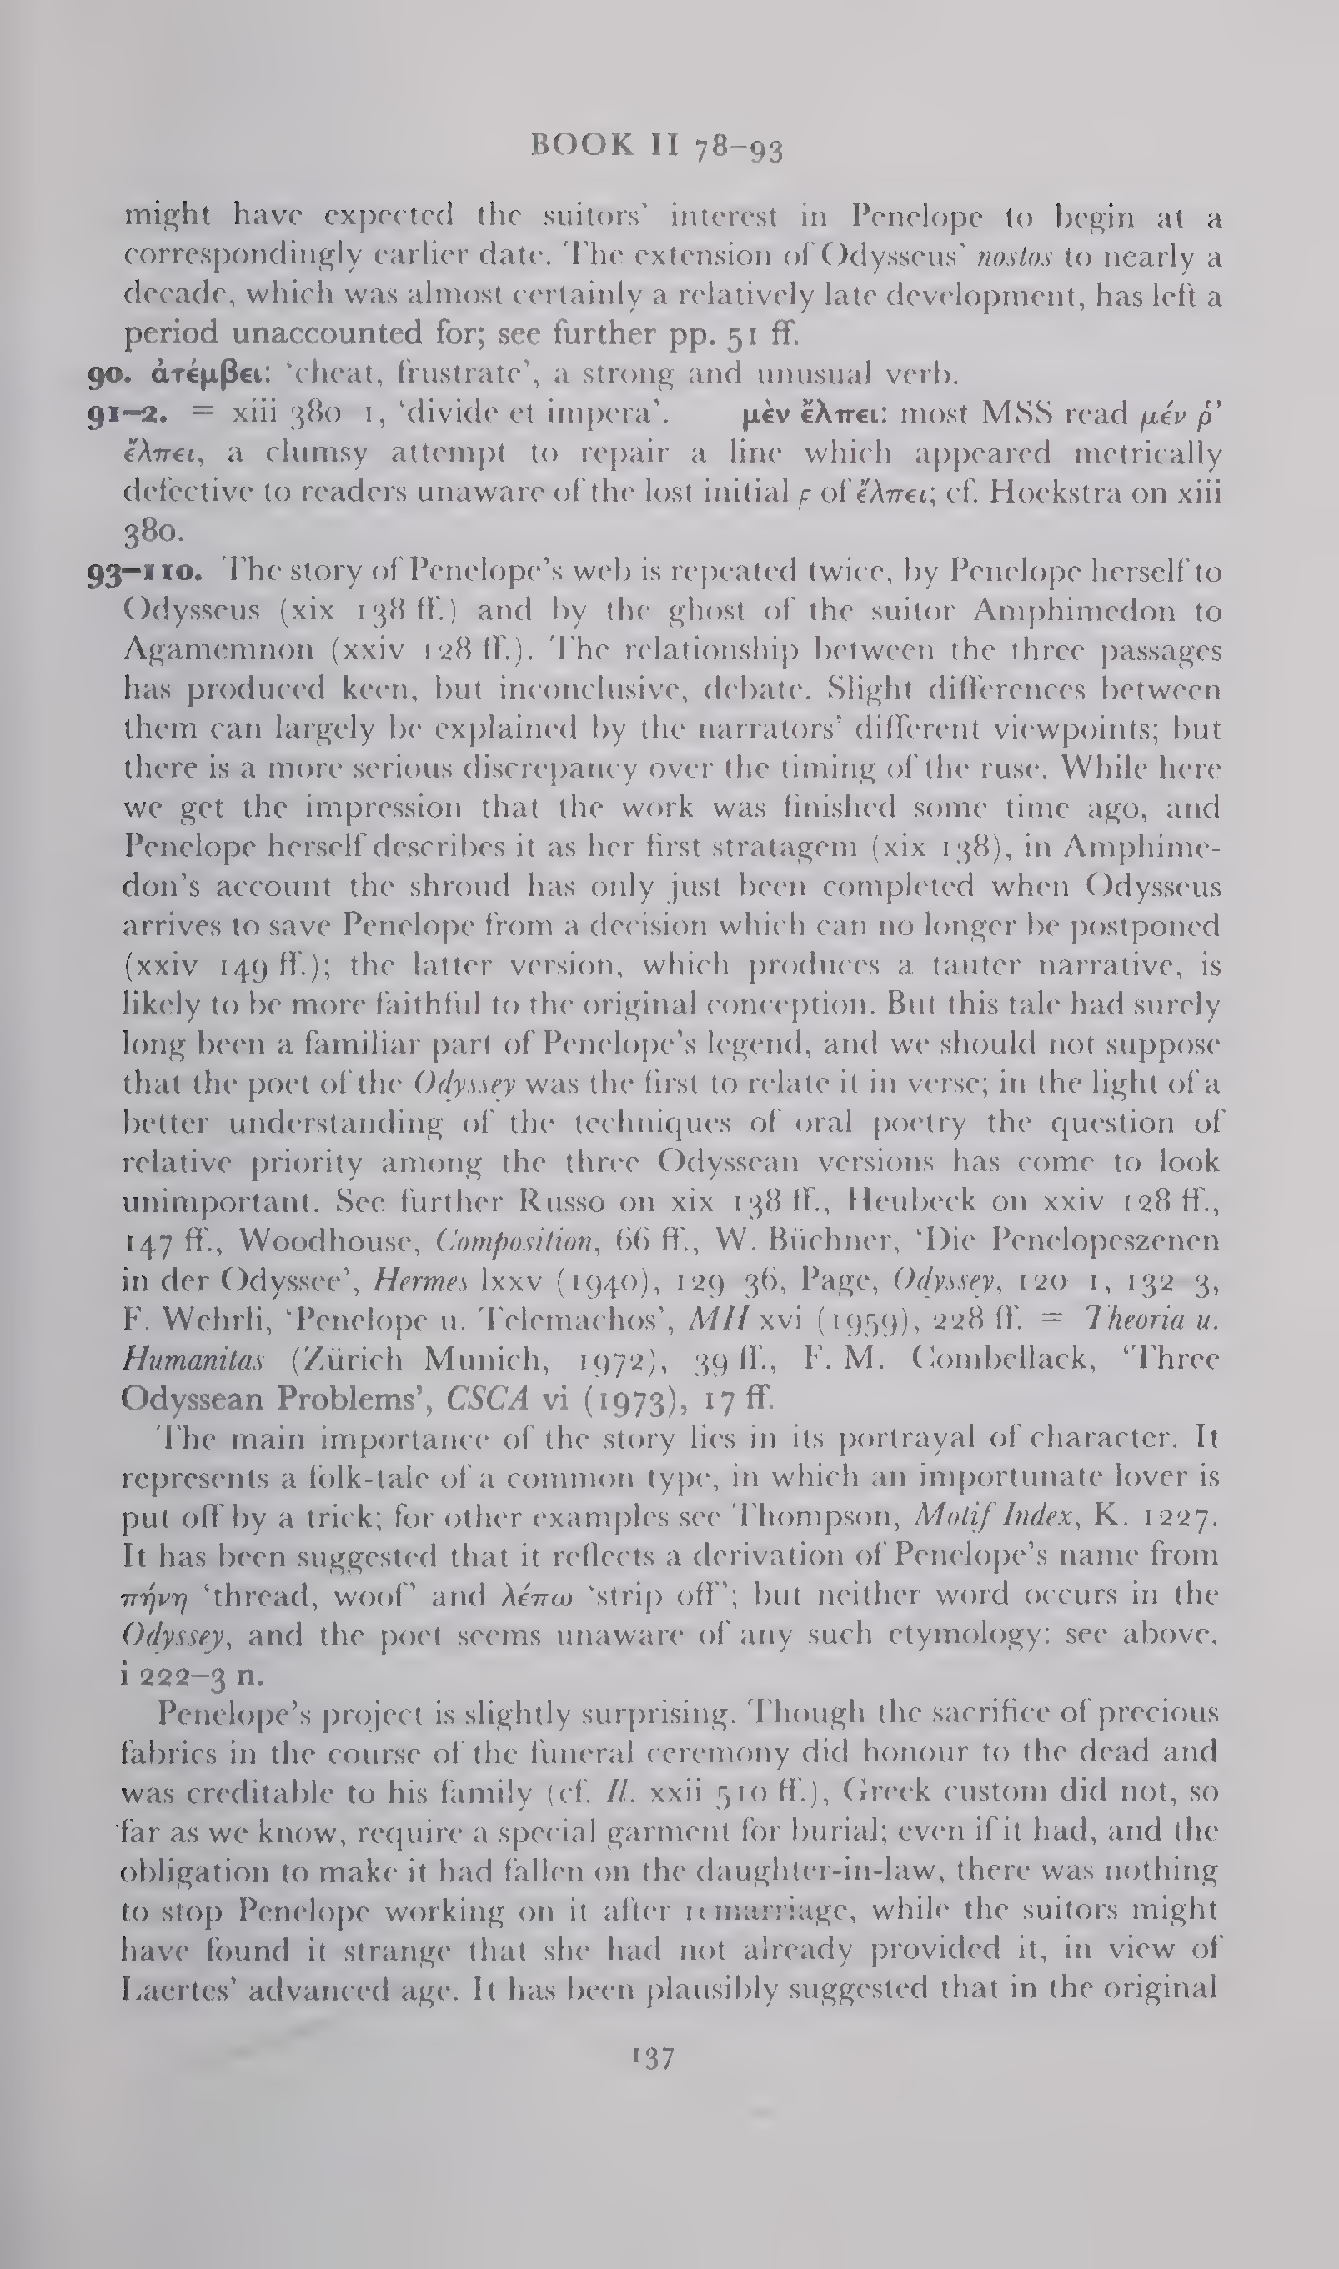 BOOK II 78–93
might have expected the suitors' interest in Penelope to begin at a
correspondingly earlier date. The extension of Odysseus' nostos to nearly a
decade, which was almost certainly a relatively late development, has left a
period unaccounted for; see further pp. 51 ff.
90. ἀτέμβει: 'cheat, frustrate', a strong and unusual verb.
91–2. = xiii 380 1, 'divide et impera'. μὲν ἔλπει: most MSS read μέν ῥ'
ἔλπει, a clumsy attempt to repair a line which appeared metrically
defective to readers unaware of the lost initial ϝ of ἔλπει; cf. Hoekstra on xiii
380.
93–110. The story of Penelope's web is repeated twice, by Penelope herself to
Odysseus (xix 138 ff.) and by the ghost of the suitor Amphimedon to
Agamemnon (xxiv 128 ff.). The relationship between the three passages
has produced keen, but inconclusive, debate. Slight differences between
them can largely be explained by the narrators' different viewpoints; but
there is a more serious discrepancy over the timing of the ruse. While here
we get the impression that the work was finished some time ago, and
Penelope herself describes it as her first stratagem (xix 138), in Amphime-
don's account the shroud has only just been completed when Odysseus
arrives to save Penelope from a decision which can no longer be postponed
(xxiv 149 ff.); the latter version, which produces a tauter narrative, is
likely to be more faithful to the original conception. But this tale had surely
long been a familiar part of Penelope's legend, and we should not suppose
that the poet of the Odyssey was the first to relate it in verse; in the light of a
better understanding of the techniques of oral poetry the question of
relative priority among the three Odyssean versions has come to look
unimportant. See further Russo on xix 138 ff., Heubeck on xxiv 128 ff.,
147 ff., Woodhouse, Composition, 66 ff., W. Büchner, 'Die Penelopeszenen
in der Odyssee', Hermes lxxv (1940), 129 36, Page, Odyssey, 120 1, 132 3,
F. Wehrli, 'Penelope u. Telemachos', MH xvi (1959), 228 ff. = Theoria u.
Humanitas (Zürich Munich, 1972), 39 ff., F. M. Combellack, 'Three
Odyssean Problems', CSCA vi (1973), 17 ff.
The main importance of the story lies in its portrayal of character. It
represents a folk-tale of a common type, in which an importunate lover is
put off by a trick; for other examples see Thompson, Motif Index, K. 1227.
It has been suggested that it reflects a derivation of Penelope's name from
πήνη 'thread, woof' and λέπω 'strip off'; but neither word occurs in the
Odyssey, and the poet seems unaware of any such etymology: see above,
i 222–3 n.
Penelope's project is slightly surprising. Though the sacrifice of precious
fabrics in the course of the funeral ceremony did honour to the dead and
was creditable to his family (cf. Il. xxii 510 ff.), Greek custom did not, so
far as we know, require a special garment for burial; even if it had, and the
obligation to make it had fallen on the daughter-in-law, there was nothing
to stop Penelope working on it after remarriage, while the suitors might
have found it strange that she had not already provided it, in view of
Laertes' advanced age. It has been plausibly suggested that in the original
137